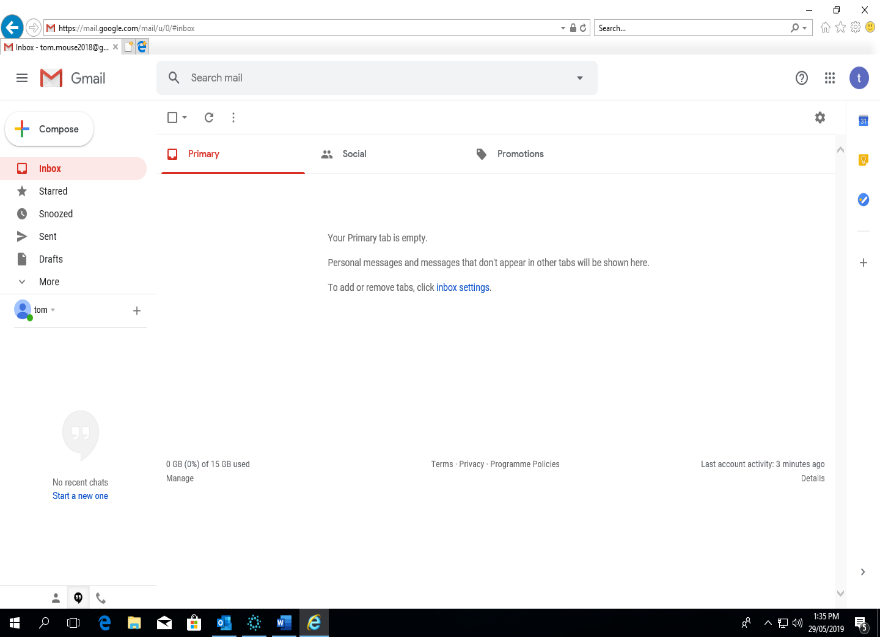 https://mail.google.com/mail/u/0/#inbox
Search...
Inbox - tom.mouse2018@g...
Gmail
Search mail
t
Compose
Primary
Social
Promotions
31
Inbox
Starred
Snoozed
Sent
Drafts
More
tom
Your Primary tab is empty.
Personal messages and messages that don't appear in other tabs will be shown here.
To add or remove tabs, click inbox settings.
0 GB (0%) of 15 GB used
Manage
Terms · Privacy · Programme Policies
Last account activity: 3 minutes ago
Details
No recent chats
Start a new one
1:35 PM
29/05/2019
5